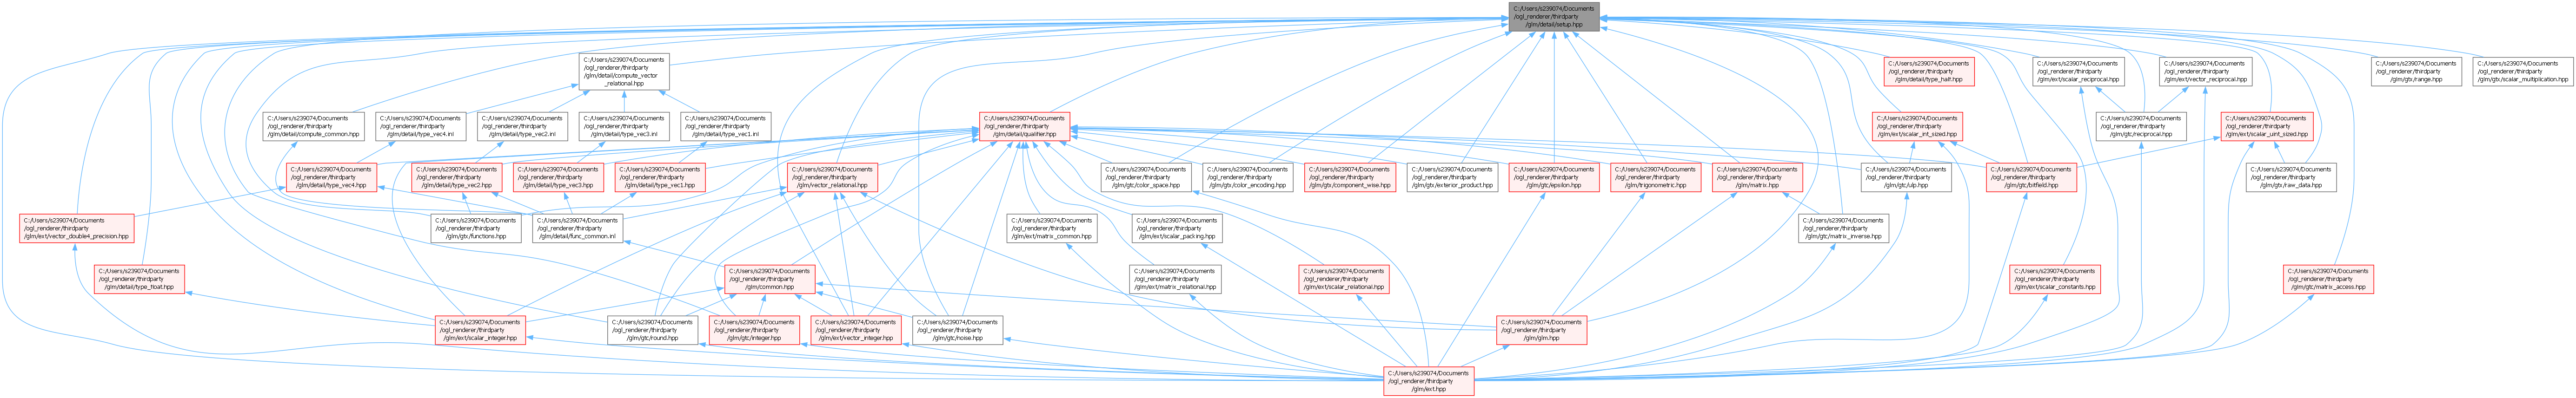 C:/Users/s239074/Documents
/ogl_renderer/thirdparty
/glm/detail/setup.hpp
C:/Users/s239074/Documents
/ogl_renderer/thirdparty
/glm/detail/compute_vector
_relational.hpp
C:/Users/s239074/Documents
/ogl_renderer/thirdparty
/glm/detail/type_half.hpp
C:/Users/s239074/Documents
/ogl_renderer/thirdparty
/glm/ext/scalar_reciprocal.hpp
C:/Users/s239074/Documents
/ogl_renderer/thirdparty
/glm/ext/vector_reciprocal.hpp
C:/Users/s239074/Documents
/ogl_renderer/thirdparty
/glm/gtx/range.hpp
C:/Users/s239074/Documents
/ogl_renderer/thirdparty
/glm/gtx/scalar_multiplication.hpp
C:/Users/s239074/Documents
/ogl_renderer/thirdparty
/glm/detail/compute_common.hpp
C:/Users/s239074/Documents
/ogl_renderer/thirdparty
/glm/detail/type_vec4.inl
C:/Users/s239074/Documents
/ogl_renderer/thirdparty
/glm/detail/type_vec2.inl
C:/Users/s239074/Documents
/ogl_renderer/thirdparty
/glm/detail/type_vec3.inl
C:/Users/s239074/Documents
/ogl_renderer/thirdparty
/glm/detail/type_vec1.inl
C:/Users/s239074/Documents
/ogl_renderer/thirdparty
/glm/detail/qualifier.hpp
C:/Users/s239074/Documents
/ogl_renderer/thirdparty
/glm/ext/scalar_int_sized.hpp
C:/Users/s239074/Documents
/ogl_renderer/thirdparty
/glm/gtc/reciprocal.hpp
C:/Users/s239074/Documents
/ogl_renderer/thirdparty
/glm/ext/scalar_uint_sized.hpp
C:/Users/s239074/Documents
/ogl_renderer/thirdparty
/glm/detail/type_vec4.hpp
C:/Users/s239074/Documents
/ogl_renderer/thirdparty
/glm/detail/type_vec2.hpp
C:/Users/s239074/Documents
/ogl_renderer/thirdparty
/glm/detail/type_vec3.hpp
C:/Users/s239074/Documents
/ogl_renderer/thirdparty
/glm/detail/type_vec1.hpp
C:/Users/s239074/Documents
/ogl_renderer/thirdparty
/glm/vector_relational.hpp
C:/Users/s239074/Documents
/ogl_renderer/thirdparty
/glm/gtc/color_space.hpp
C:/Users/s239074/Documents
/ogl_renderer/thirdparty
/glm/gtx/color_encoding.hpp
C:/Users/s239074/Documents
/ogl_renderer/thirdparty
/glm/gtx/component_wise.hpp
C:/Users/s239074/Documents
/ogl_renderer/thirdparty
/glm/gtx/exterior_product.hpp
C:/Users/s239074/Documents
/ogl_renderer/thirdparty
/glm/gtc/epsilon.hpp
C:/Users/s239074/Documents
/ogl_renderer/thirdparty
/glm/trigonometric.hpp
C:/Users/s239074/Documents
/ogl_renderer/thirdparty
/glm/matrix.hpp
C:/Users/s239074/Documents
/ogl_renderer/thirdparty
/glm/gtc/ulp.hpp
C:/Users/s239074/Documents
/ogl_renderer/thirdparty
/glm/gtc/bitfield.hpp
C:/Users/s239074/Documents
/ogl_renderer/thirdparty
/glm/gtx/raw_data.hpp
C:/Users/s239074/Documents
/ogl_renderer/thirdparty
/glm/ext/vector_double4_precision.hpp
C:/Users/s239074/Documents
/ogl_renderer/thirdparty
/glm/gtx/functions.hpp
C:/Users/s239074/Documents
/ogl_renderer/thirdparty
/glm/detail/func_common.inl
C:/Users/s239074/Documents
/ogl_renderer/thirdparty
/glm/ext/matrix_common.hpp
C:/Users/s239074/Documents
/ogl_renderer/thirdparty
/glm/ext/scalar_packing.hpp
C:/Users/s239074/Documents
/ogl_renderer/thirdparty
/glm/gtc/matrix_inverse.hpp
C:/Users/s239074/Documents
/ogl_renderer/thirdparty
/glm/detail/type_float.hpp
C:/Users/s239074/Documents
/ogl_renderer/thirdparty
/glm/common.hpp
C:/Users/s239074/Documents
/ogl_renderer/thirdparty
/glm/ext/matrix_relational.hpp
C:/Users/s239074/Documents
/ogl_renderer/thirdparty
/glm/ext/scalar_relational.hpp
C:/Users/s239074/Documents
/ogl_renderer/thirdparty
/glm/ext/scalar_constants.hpp
C:/Users/s239074/Documents
/ogl_renderer/thirdparty
/glm/gtc/matrix_access.hpp
C:/Users/s239074/Documents
/ogl_renderer/thirdparty
/glm/ext/scalar_integer.hpp
C:/Users/s239074/Documents
/ogl_renderer/thirdparty
/glm/gtc/round.hpp
C:/Users/s239074/Documents
/ogl_renderer/thirdparty
/glm/gtc/integer.hpp
C:/Users/s239074/Documents
/ogl_renderer/thirdparty
/glm/ext/vector_integer.hpp
C:/Users/s239074/Documents
/ogl_renderer/thirdparty
/glm/gtc/noise.hpp
C:/Users/s239074/Documents
/ogl_renderer/thirdparty
/glm/glm.hpp
C:/Users/s239074/Documents
/ogl_renderer/thirdparty
/glm/ext.hpp